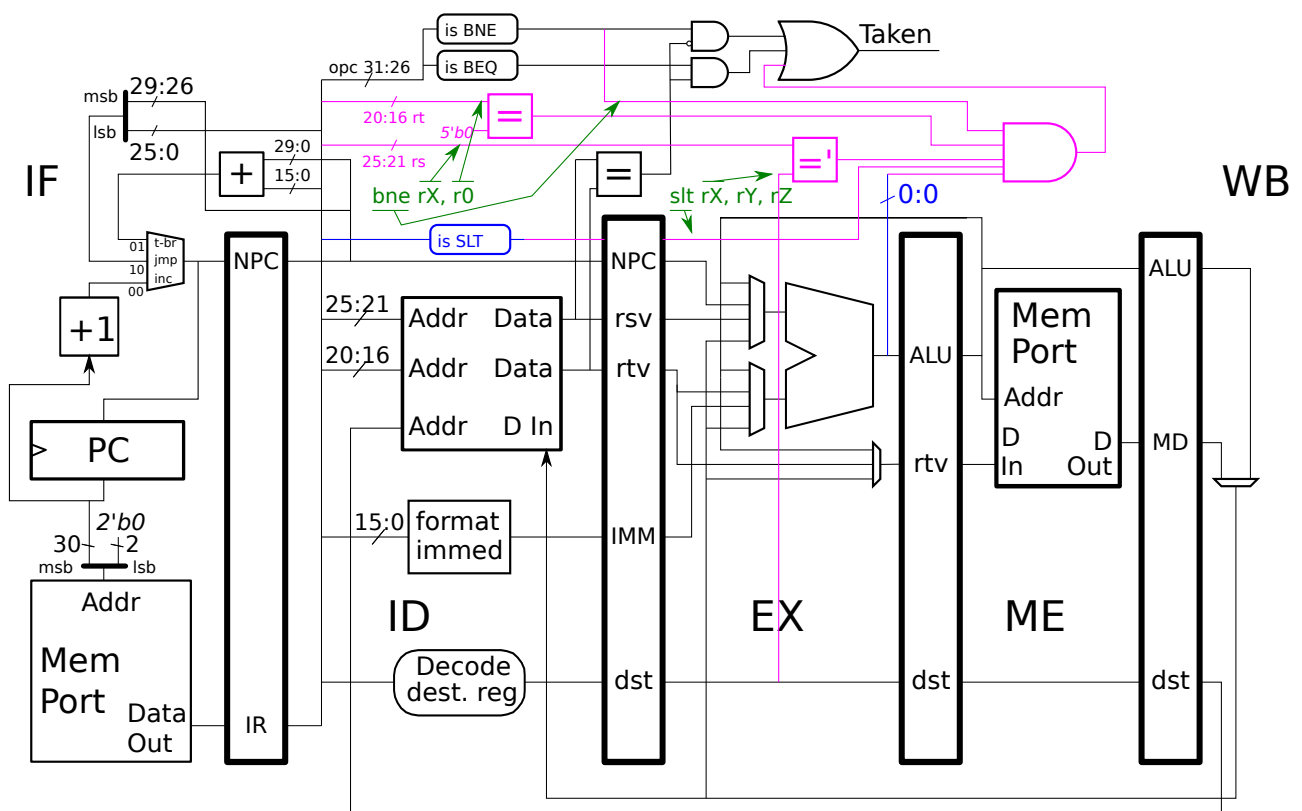 is BNE
Taken
opc 31:26
is BEQ
29:26
msb
20:16 rt
=
lsb
5'b0
25:0
29:0
25:21 rs
='
IF
+
15:0
=
WB
bne rX, r0
slt rX, rY, rZ
0:0
is SLT
01
t-br
jmp
10
inc
00
NPC
NPC
ALU
+1
25:21
Addr
Data
rsv
Mem
Port
20:16
Addr
Data
rtv
ALU
Addr
PC
Addr
D In
D
In
D
Out
MD
rtv
2'b0
30
2
msb
lsb
15:0
format
immed
IMM
Addr
ID
EX
ME
Mem
Port
Decode
dest. reg
dst
dst
dst
Data
Out
IR